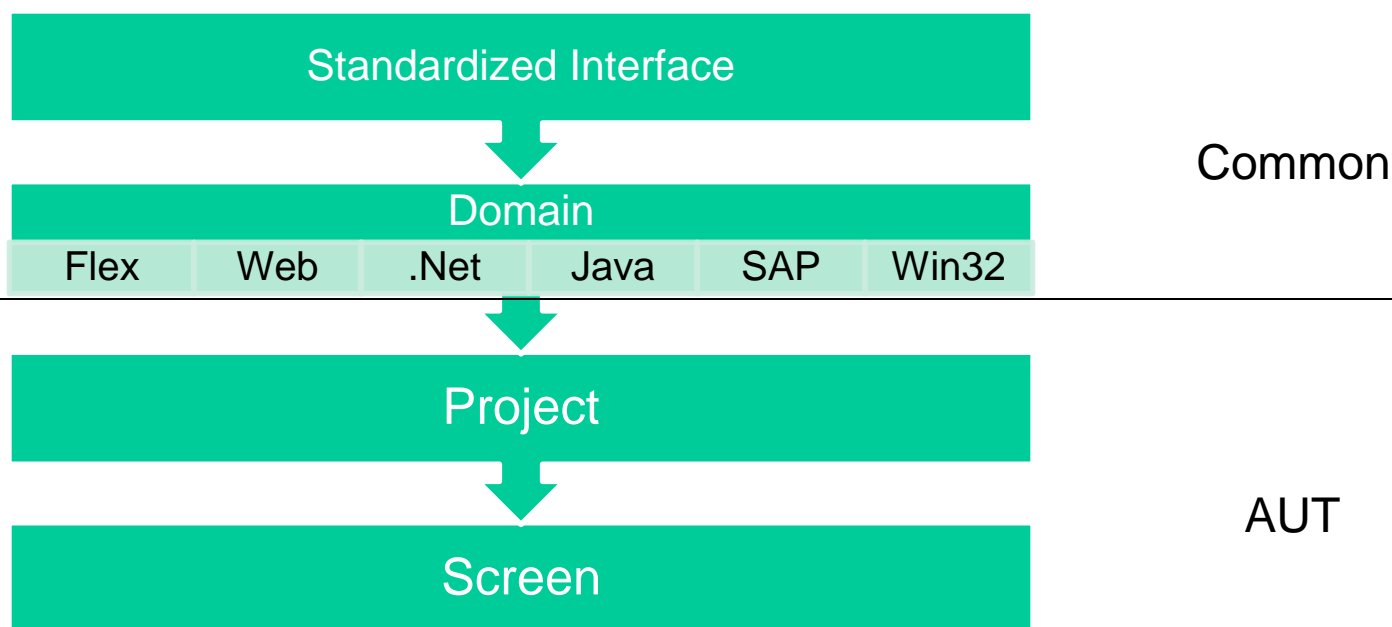 Standardized Interface
Common
Domain
Flex Web .Net Java SAP Win32
Project
AUT
Screen